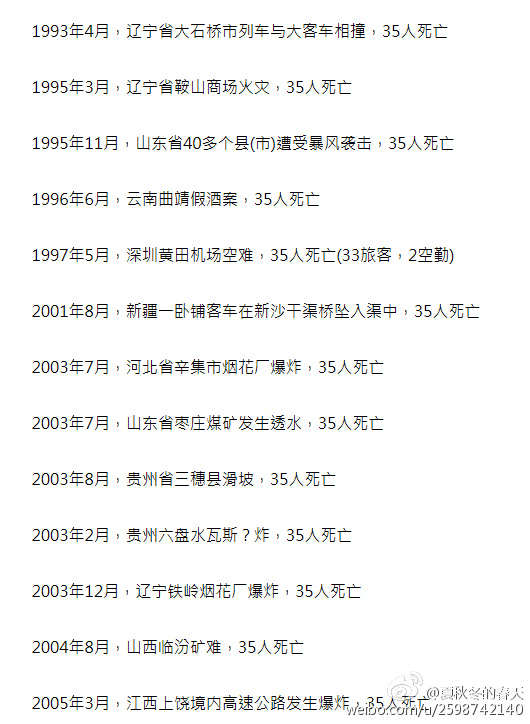 1993年4月，辽宁省大石桥市列车与大客车相撞，35人死亡
1995年3月，辽宁省鞍山商场火灾，35人死亡
1995年11月，山东省40多个县(市)遭受暴风袭击，35人死亡
1996年6月，云南曲靖假酒案，35人死亡
1997年5月，深圳黄田机场空难，35人死亡(33旅客，2空勤)
2001年8月，新疆一卧铺客车在新沙干渠桥坠入渠中，35人死亡
2003年7月，河北省辛集市烟花厂爆炸，35人死亡
2003年7月，山东省枣庄煤矿发生透水，35人死亡
2003年8月，贵州省三穗县滑坡，35人死亡
2003年2月，贵州六盘水瓦斯？炸，35人死亡
2003年12月，辽宁铁岭烟花厂爆炸，35人死亡
2004年8月，山西临汾矿难，35人死亡
2005年3月，江西上饶境内高速公路发生爆炸，35人死亡
@夏秋冬的春天
weibo.com/u/2598742140